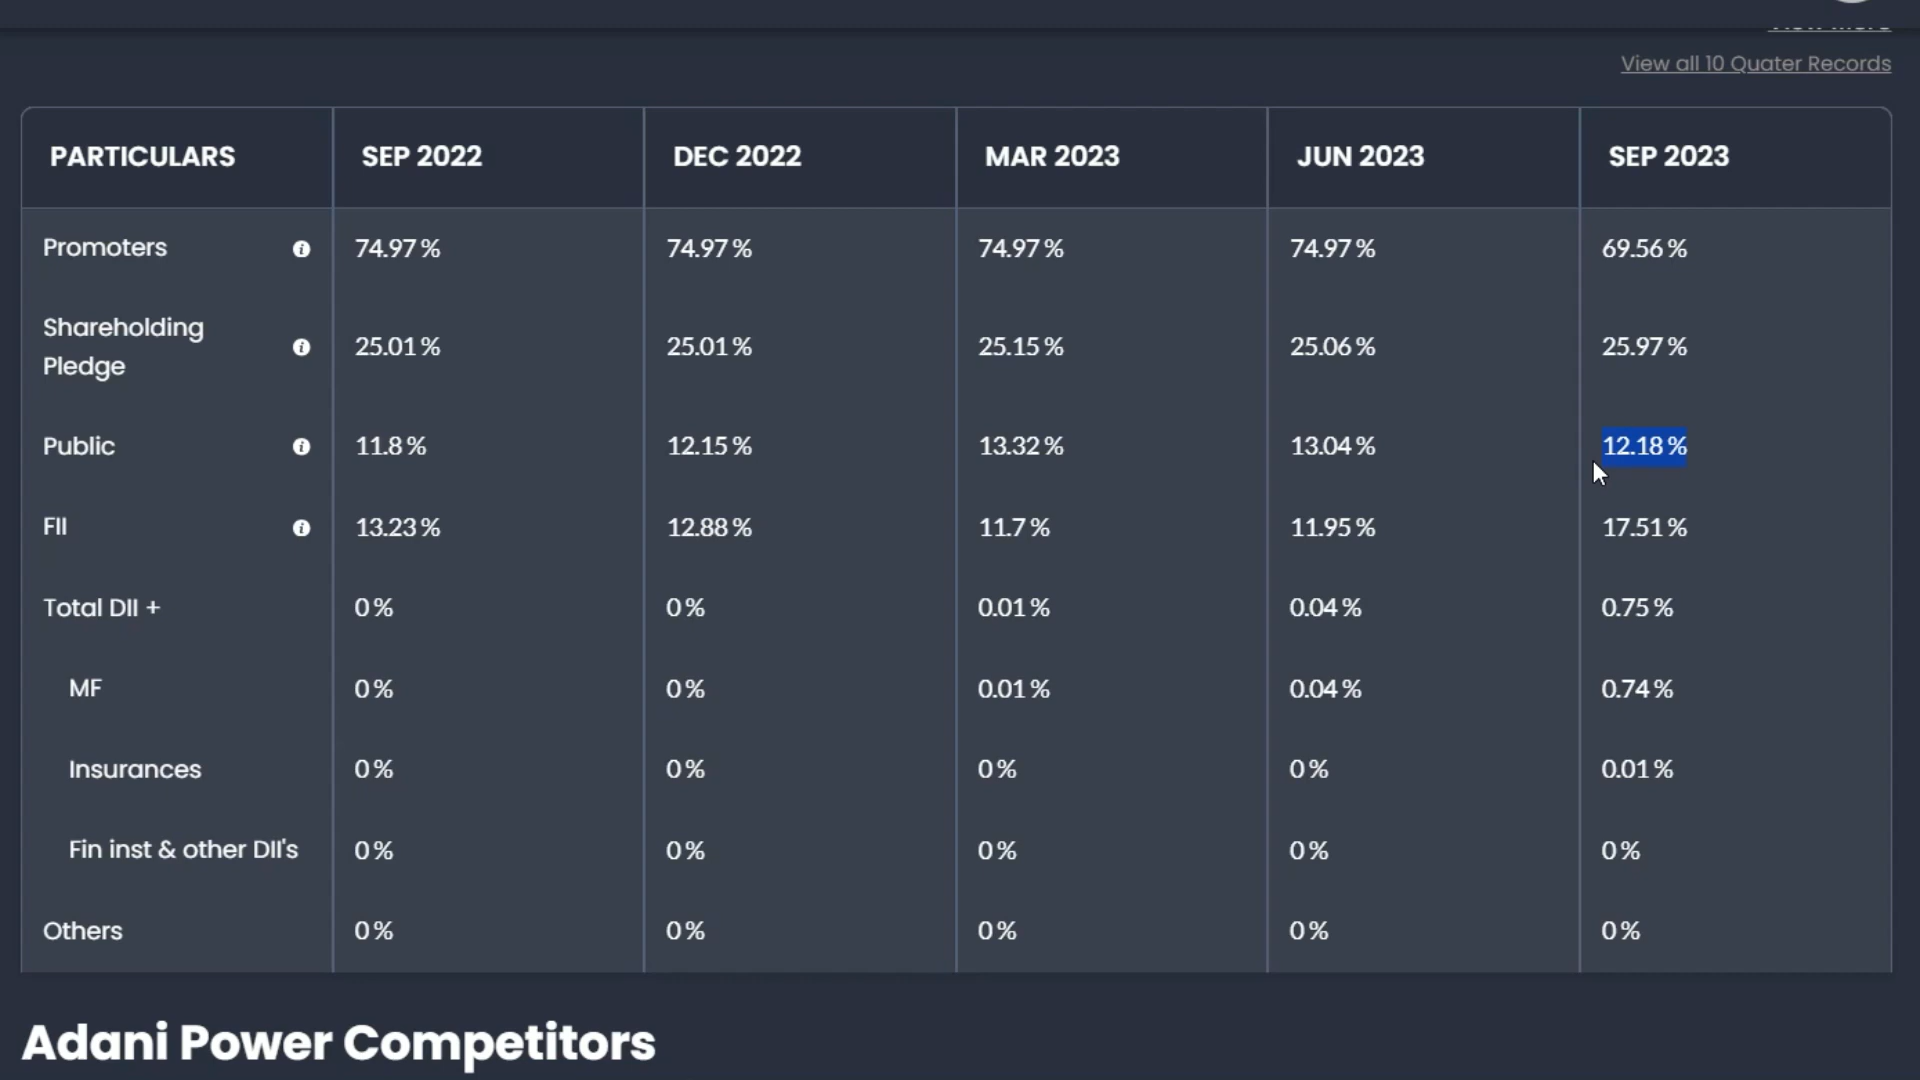 View all 10 Quater Records
PARTICULARS SEP 2022 DEC 2022 MAR 2023 JUN 2023 SEP 2023
Promoters 74.97 % 74.97 % 74.97 % 74.97 % 69.56 %
Shareholding
Pledge 25.01 % 25.01 % 25.15 % 25.06 % 25.97 %
Public 11.8 % 12.15 % 13.32 % 13.04 % 12.18 %
FII 13.23 % 12.88 % 11.7 % 11.95 % 17.51 %
Total DII + 0 % 0 % 0.01 % 0.04 % 0.75 %
MF 0 % 0 % 0.01 % 0.04 % 0.74 %
Insurances 0 % 0 % 0 % 0 % 0.01 %
Fin inst & other DII's 0 % 0 % 0 % 0 % 0 %
Others 0 % 0 % 0 % 0 % 0 %
Adani Power Competitors